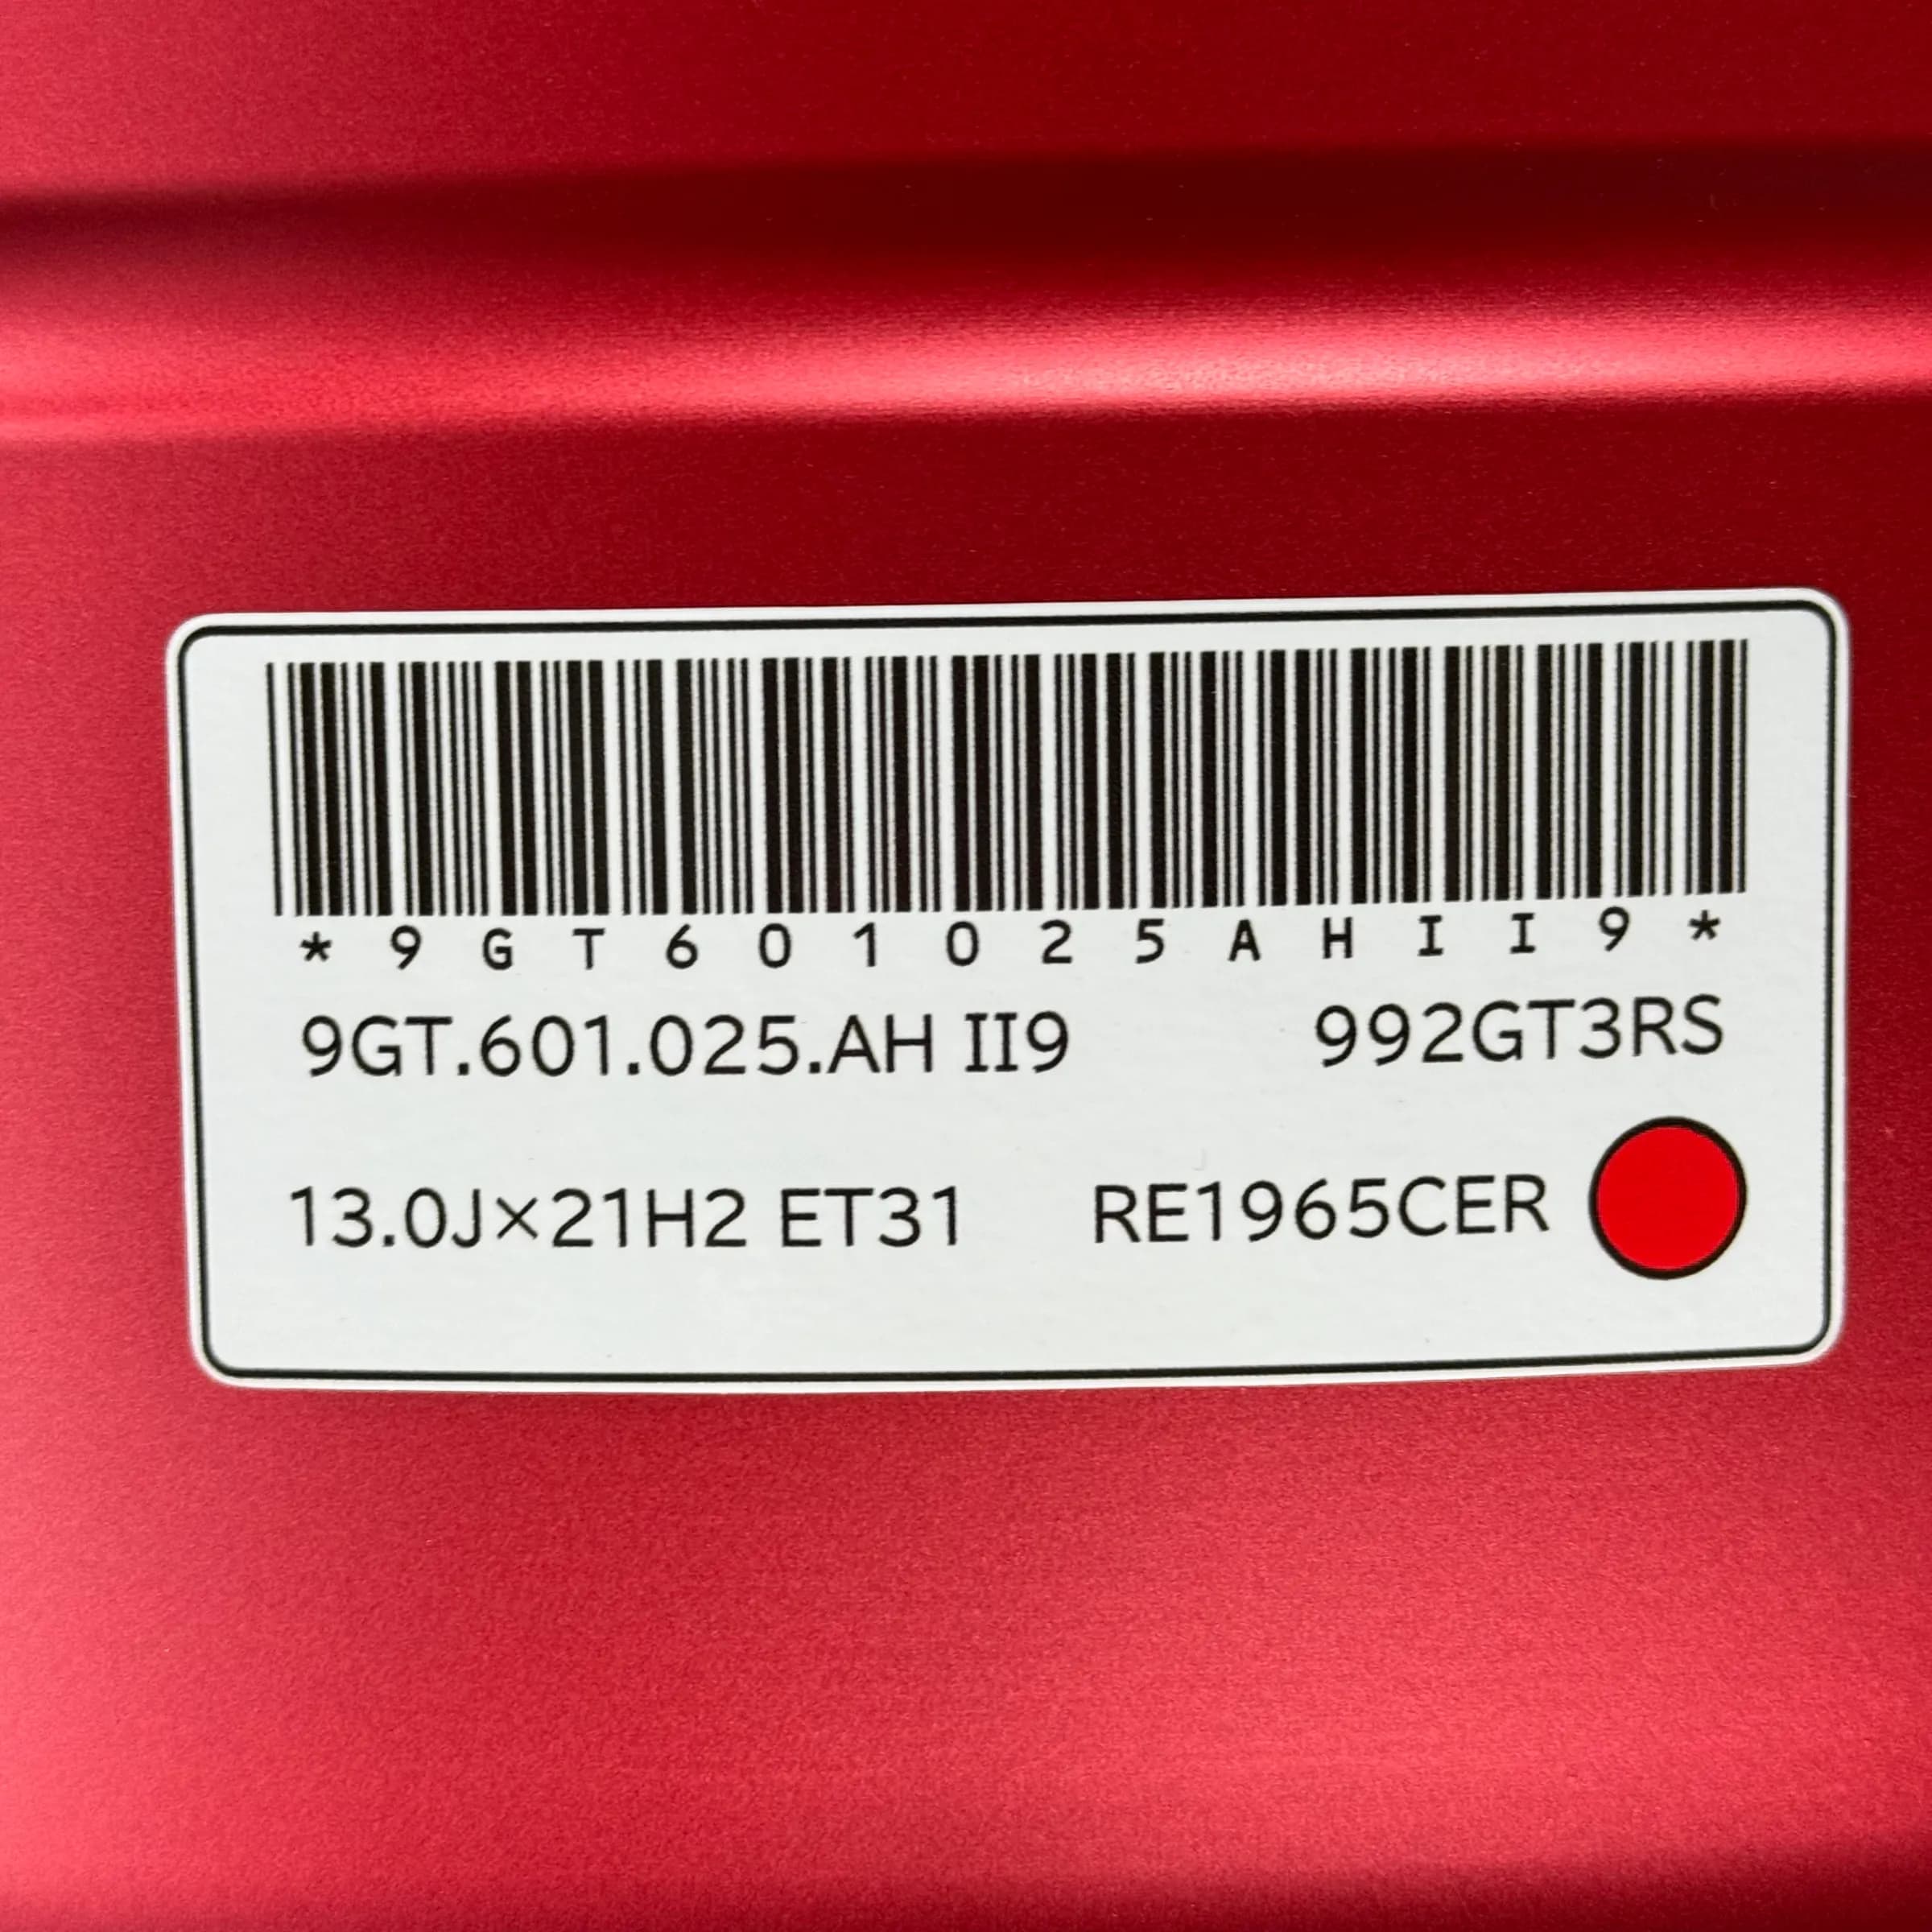 *9GT601025AHII9*
9GT.601.025.AH II9 992GT3RS
13.0J×21H2 ET31 RE1965CER